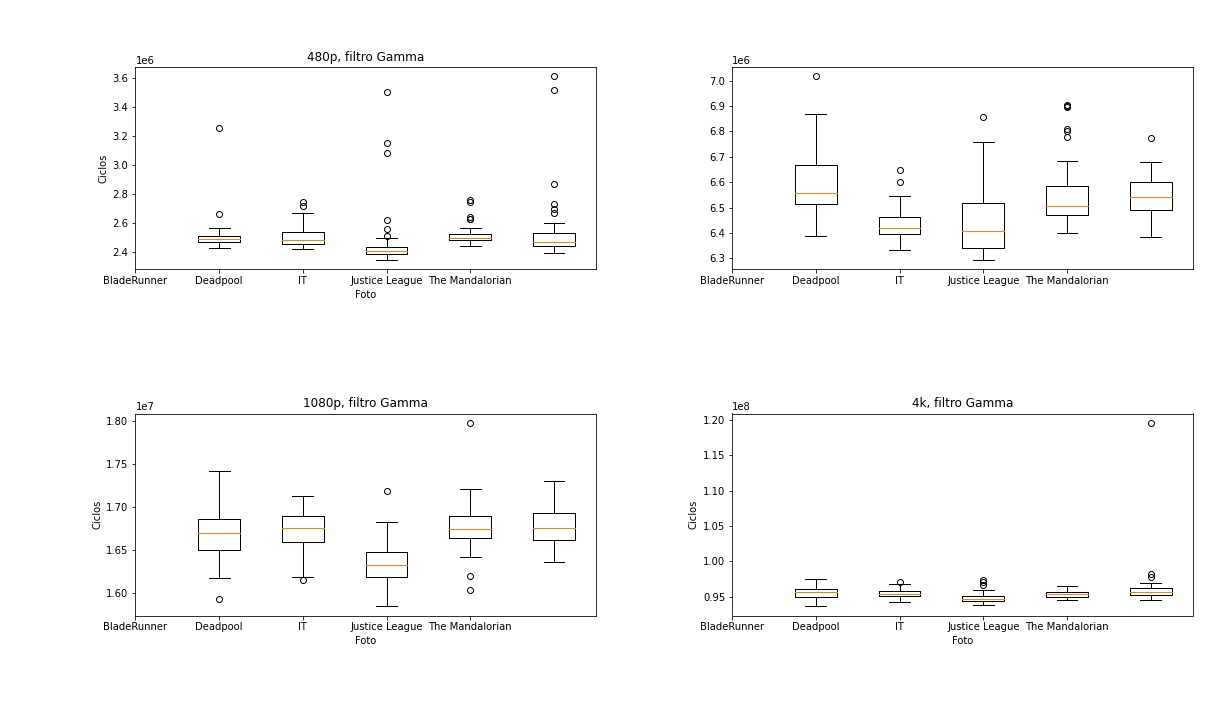 480p, filtro Gamma
1e6
3.6
3.4
3.2
3.0
2.8
2.6
2.4
Ciclos
BladeRunner Deadpool IT Justice League The Mandalorian
Foto
1e6
7.0
6.9
6.8
6.7
6.6
6.5
6.4
6.3
BladeRunner Deadpool IT Justice League The Mandalorian
1080p, filtro Gamma
1e7
1.80
1.75
1.70
1.65
1.60
Ciclos
BladeRunner Deadpool IT Justice League The Mandalorian
Foto
4k, filtro Gamma
1e8
1.20
1.15
1.10
1.05
1.00
0.95
Ciclos
BladeRunner Deadpool IT Justice League The Mandalorian
Foto